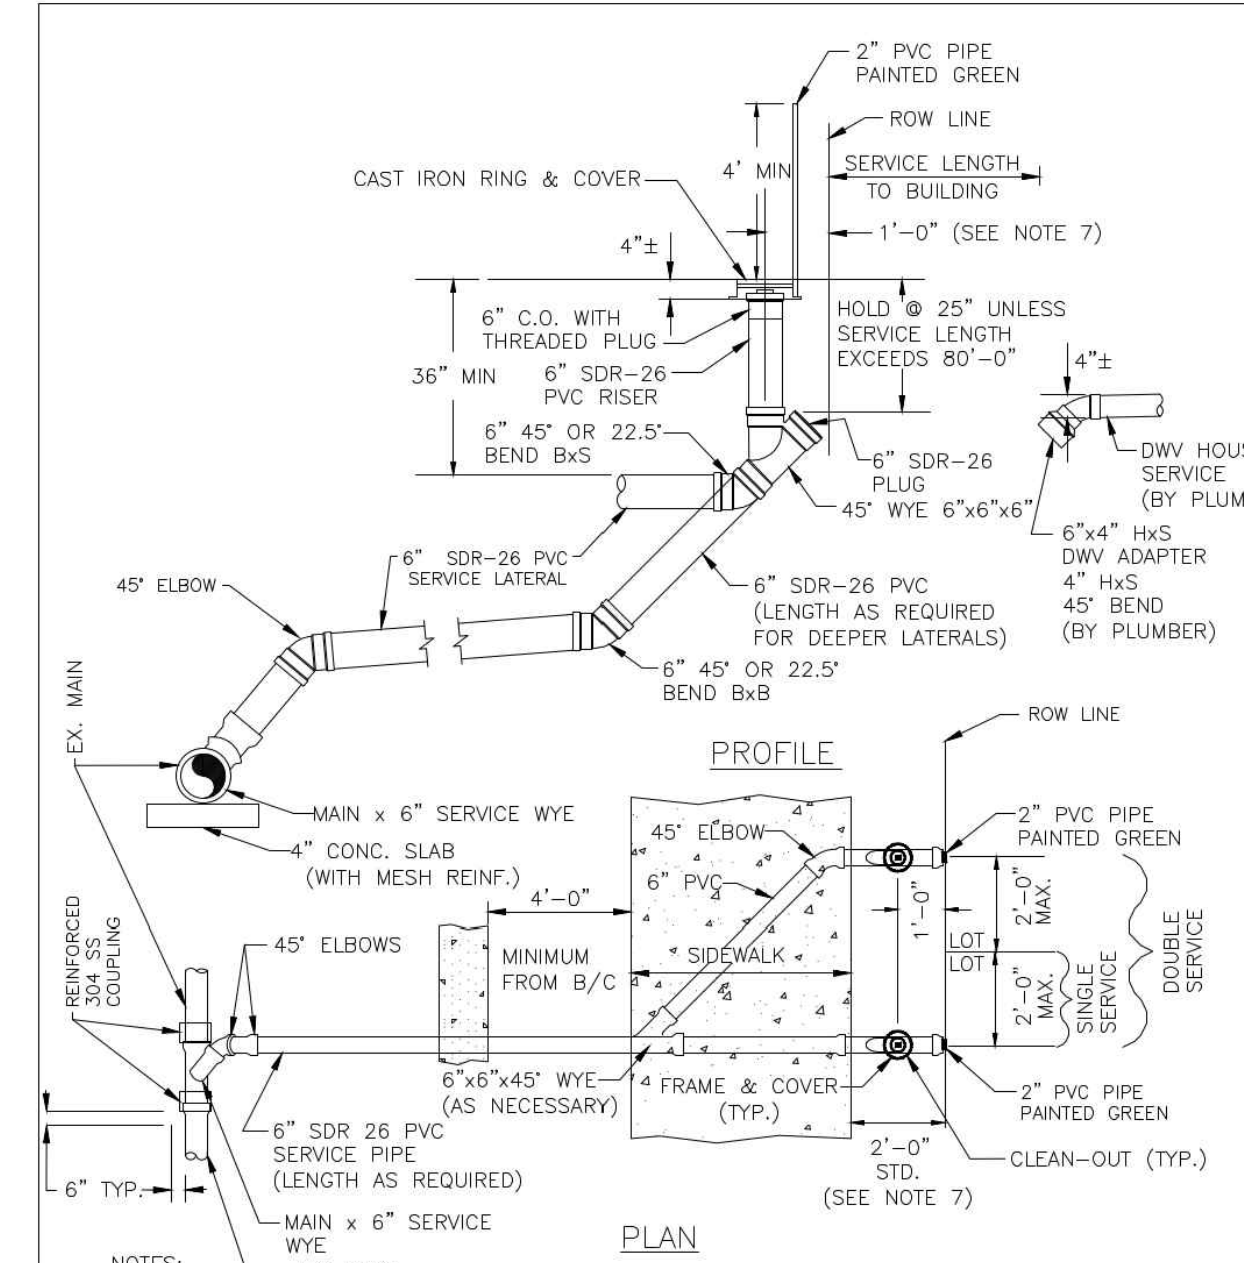 2" PVC PIPE
PAINTED GREEN
ROW LINE
4' MIN
SERVICE LENGTH
TO BUILDING
CAST IRON RING & COVER
1'-0" (SEE NOTE 7)
4"±
6" C.O. WITH
THREADED PLUG
HOLD @ 25" UNLESS
SERVICE LENGTH
EXCEEDS 80'-0"
36" MIN
6" SDR-26
PVC RISER
4"±
6" 45° OR 22.5°
BEND BxS
6" SDR-26
PLUG
45° WYE 6"x6"x6"
DWV HOUS
SERVICE
(BY PLUM
6"x4" HxS
DWV ADAPTER
4" HxS
45° BEND
(BY PLUMBER)
6" SDR-26 PVC
SERVICE LATERAL
45° ELBOW
6" SDR-26 PVC
(LENGTH AS REQUIRED
FOR DEEPER LATERALS)
6" 45° OR 22.5°
BEND BxB
EX. MAIN
ROW LINE
PROFILE
MAIN x 6" SERVICE WYE
4" CONC. SLAB
(WITH MESH REINF.)
45° ELBOW
2" PVC PIPE
PAINTED GREEN
6" PVC
4'-0"
1'-0"
2'-0"
MAX.
DOUBLE
SERVICE
REINFORCED
304 SS
COUPLING
45° ELBOWS
MINIMUM
FROM B/C
SIDEWALK
LOT
LOT
2'-0"
MAX.
SINGLE
SERVICE
6"x6"x45° WYE
(AS NECESSARY)
FRAME & COVER
(TYP.)
2" PVC PIPE
PAINTED GREEN
6" SDR 26 PVC
SERVICE PIPE
(LENGTH AS REQUIRED)
2'-0"
STD.
(SEE NOTE 7)
CLEAN-OUT (TYP.)
6" TYP.
MAIN x 6" SERVICE
WYE
PLAN
NOTES: